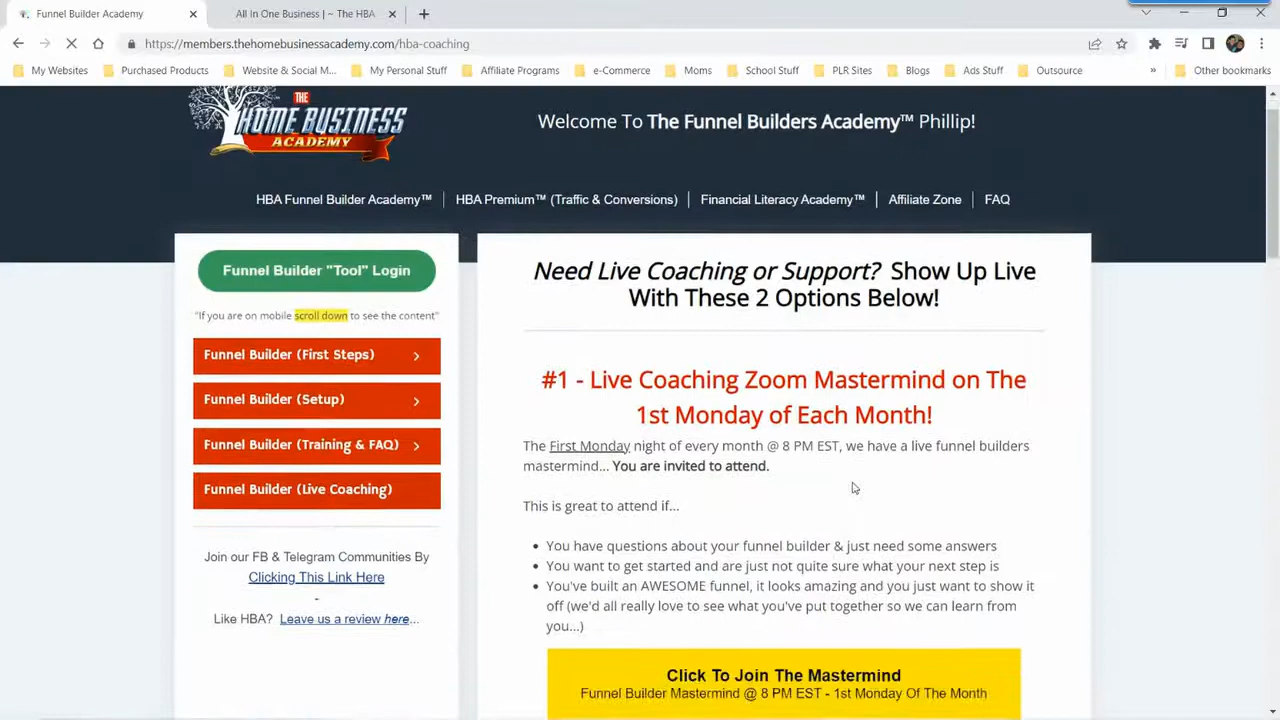 Funnel Builder Academy
All In One Business | – The HBA
https://members.thehomebusinessacademy.com/hba-coaching
My Websites
Purchased Products
Website & Social M...
My Personal Stuff
Affiliate Programs
e-Commerce
Moms
School Stuff
PLR Sites
Blogs
Ads Stuff
Outsource
»
Other bookmarks
THE
HOME BUSINESS
ACADEMY
Welcome To The Funnel Builders Academy™ Phillip!
HBA Funnel Builder Academy™
HBA Premium™ (Traffic & Conversions)
Financial Literacy Academy™
Affiliate Zone
FAQ
Funnel Builder "Tool" Login
"If you are on mobile scroll down to see the content"
Funnel Builder (First Steps)
Funnel Builder (Setup)
Funnel Builder (Training & FAQ)
Funnel Builder (Live Coaching)
Join our FB & Telegram Communities By
Clicking This Link Here
-
Like HBA? Leave us a review here...
Need Live Coaching or Support? Show Up Live
With These 2 Options Below!
#1 - Live Coaching Zoom Mastermind on The
1st Monday of Each Month!
The First Monday night of every month @ 8 PM EST, we have a live funnel builders
mastermind... You are invited to attend.
This is great to attend if...
• You have questions about your funnel builder & just need some answers
• You want to get started and are just not quite sure what your next step is
• You've built an AWESOME funnel, it looks amazing and you just want to show it
off (we'd all really love to see what you've put together so we can learn from
you...)
Click To Join The Mastermind
Funnel Builder Mastermind @ 8 PM EST - 1st Monday Of The Month